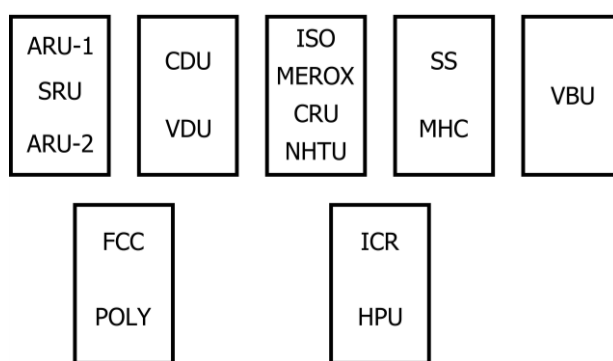 ARU-1
SRU
ARU-2
CDU
VDU
ISO
MEROX
CRU
NHTU
SS
MHC
VBU
FCC
POLY
ICR
HPU